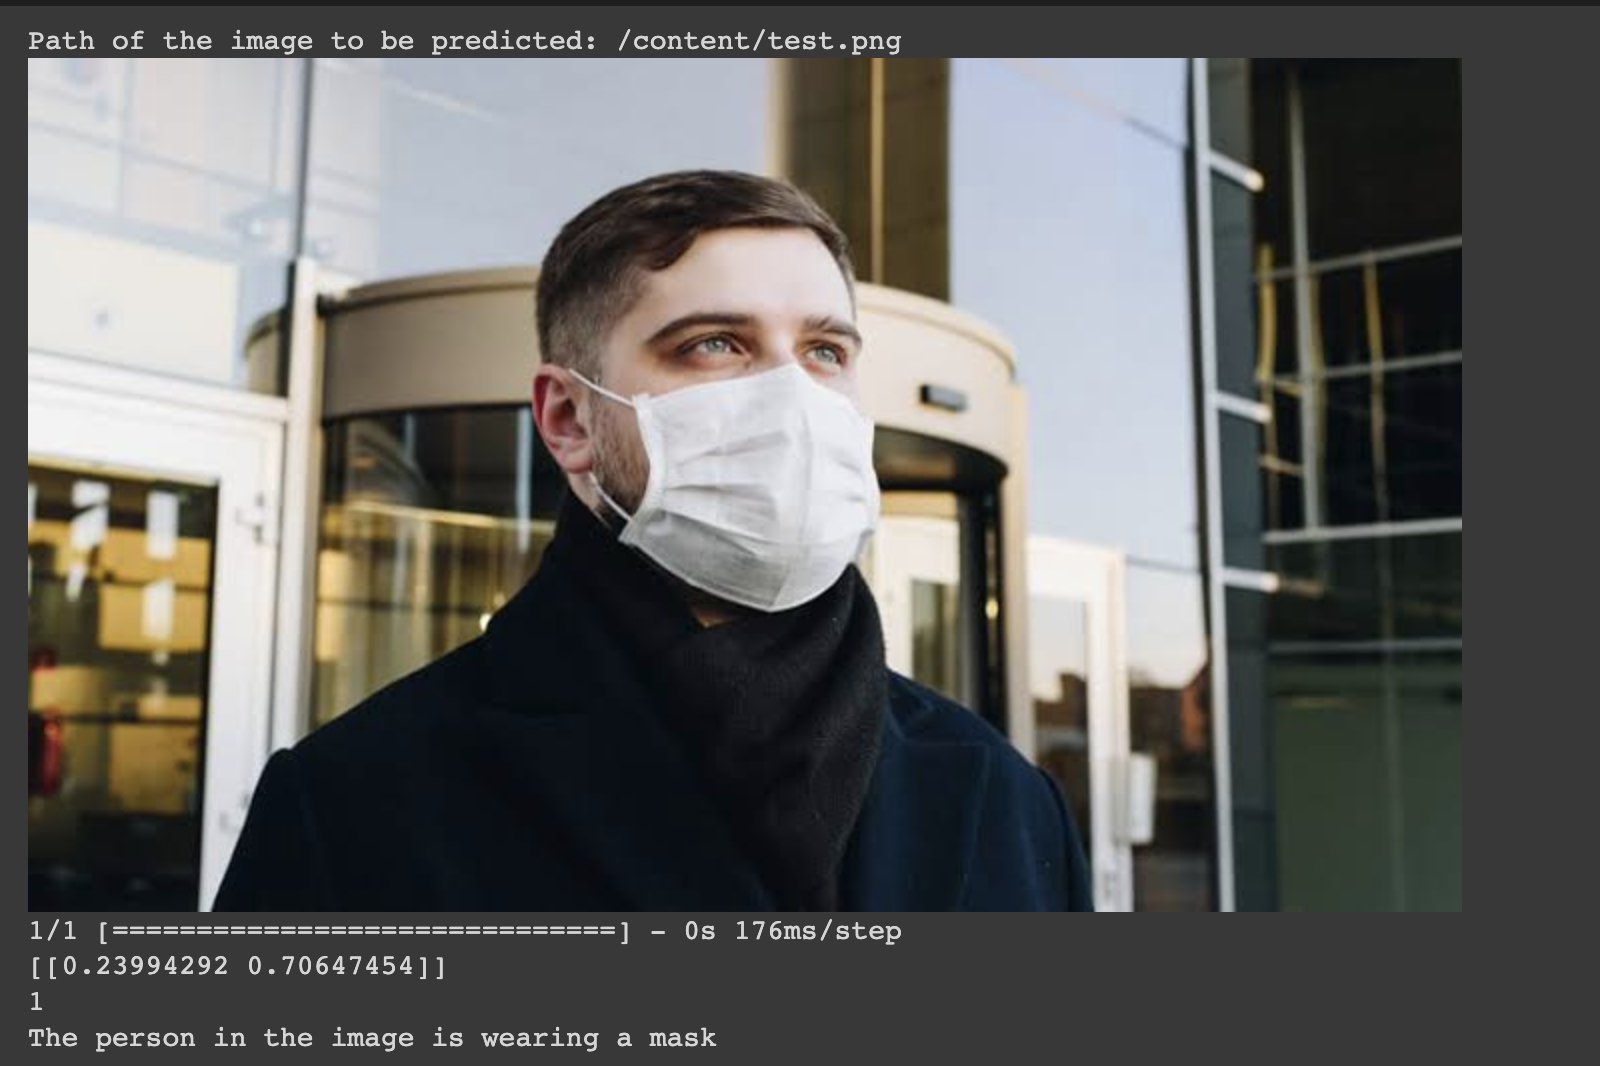 Path of the image to be predicted: /content/test.png
1/1 [==============================] - 0s 176ms/step
[[0.23994292 0.70647454]]
1
The person in the image is wearing a mask